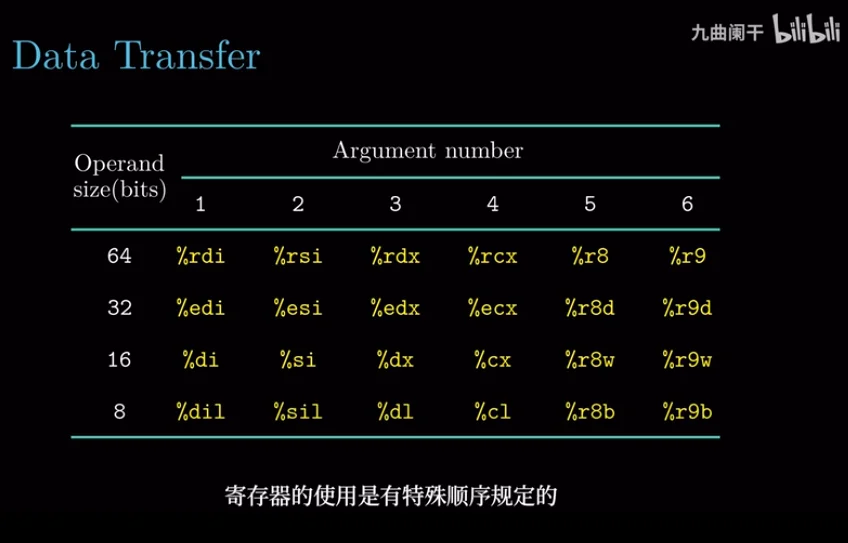 九曲阑干 bilibili
Data Transfer
Operand size(bits) Argument number
1 2 3 4 5 6
64 %rdi %rsi %rdx %rcx %r8 %r9
32 %edi %esi %edx %ecx %r8d %r9d
16 %di %si %dx %cx %r8w %r9w
8 %dil %sil %dl %cl %r8b %r9b
寄存器的使用是有特殊顺序规定的